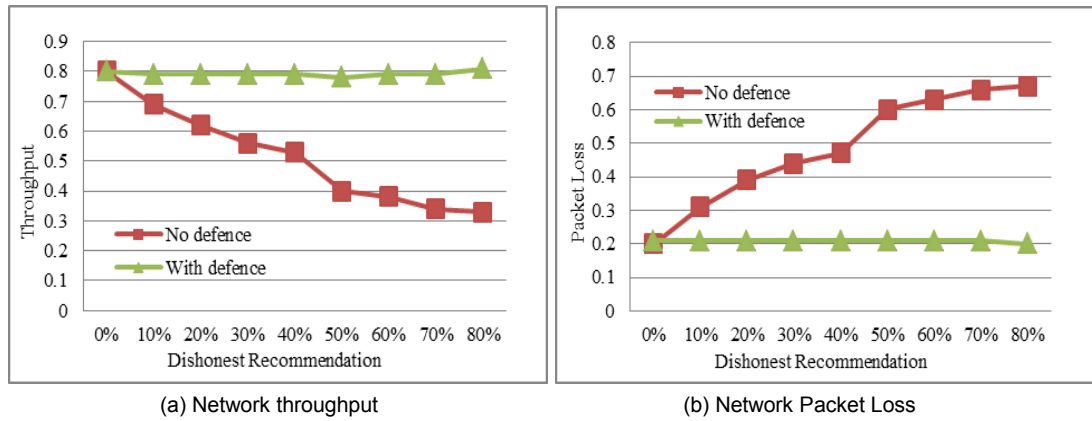 0.9
0.8
0.7
0.6
0.5
0.4
0.3
0.2
0.1
0
Throughput
No defence
With defence
0% 10% 20% 30% 40% 50% 60% 70% 80%
Dishonest Recommendation
(a) Network throughput
0.8
0.7
0.6
0.5
0.4
0.3
0.2
0.1
0
Packet Loss
No defence
With defence
0% 10% 20% 30% 40% 50% 60% 70% 80%
Dishonest Recommendation
(b) Network Packet Loss